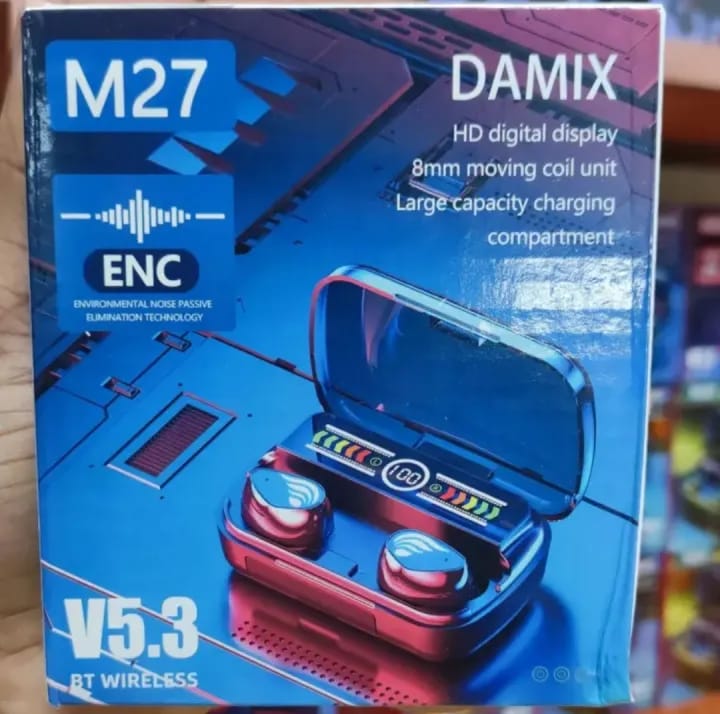 M27
DAMIX
HD digital display
8mm moving coil unit
Large capacity charging
compartment
ENC
ENVIRONMENTAL NOISE PASSIVE
ELIMINATION TECHNOLOGY
100
V5.3
BT WIRELESS